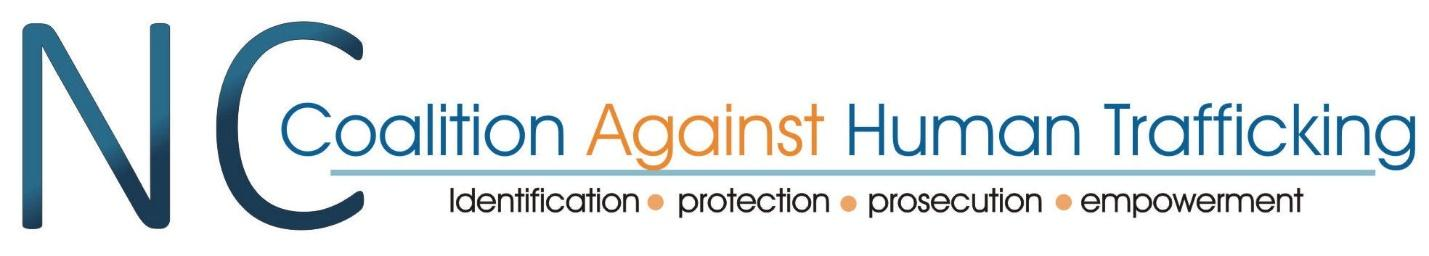 NC Coalition Against Human Trafficking
Identification • protection • prosecution • empowerment